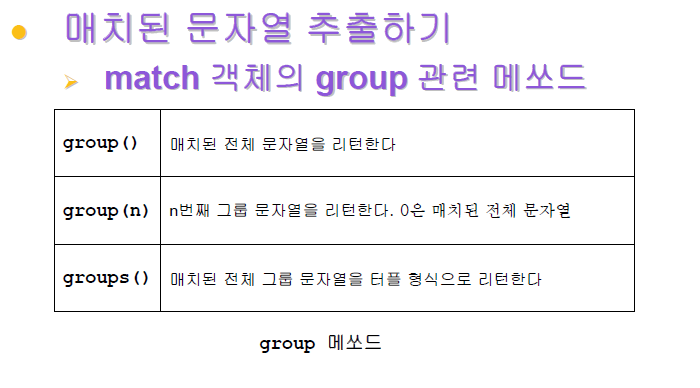 매치된 문자열 추출하기
match 객체의 group 관련 메쏘드
group() 매치된 전체 문자열을 리턴한다
group(n) n번째 그룹 문자열을 리턴한다. 0은 매치된 전체 문자열
groups() 매치된 전체 그룹 문자열을 터플 형식으로 리턴한다
group 메쏘드